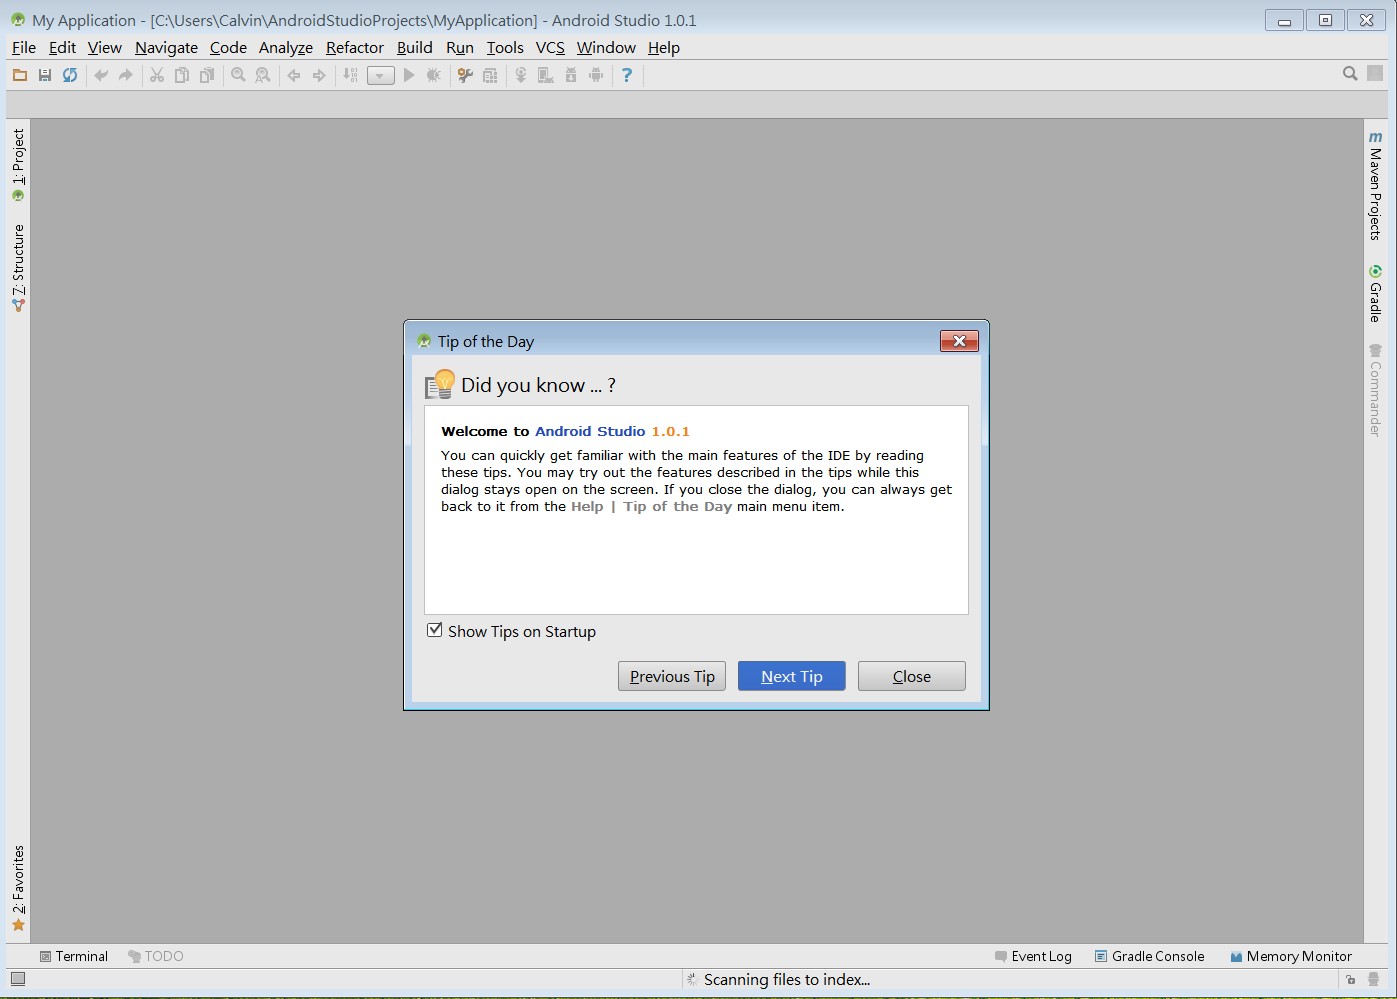 My Application - [C:\Users\Calvin\AndroidStudioProjects\MyApplication] - Android Studio 1.0.1
File Edit View Navigate Code Analyze Refactor Build Run Tools VCS Window Help
1: Project
7: Structure
2: Favorites
Maven Projects
Gradle
Commander
Tip of the Day
Did you know ... ?
Welcome to Android Studio 1.0.1
You can quickly get familiar with the main features of the IDE by reading
these tips. You may try out the features described in the tips while this
dialog stays open on the screen. If you close the dialog, you can always get
back to it from the Help | Tip of the Day main menu item.
Show Tips on Startup
Previous Tip Next Tip Close
Terminal TODO Event Log Gradle Console Memory Monitor
Scanning files to index...